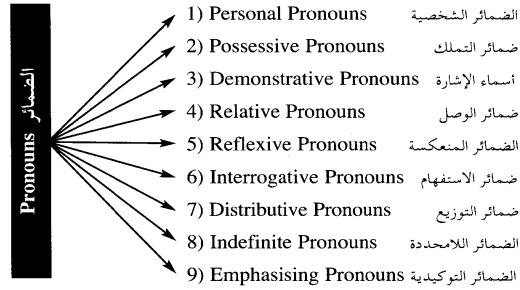 Pronouns الضمائر
1) Personal Pronouns الضمائر الشخصية
2) Possessive Pronouns ضمائر التملك
3) Demonstrative Pronouns أسماء الإشارة
4) Relative Pronouns ضمائر الوصل
5) Reflexive Pronouns الضمائر المنعكسة
6) Interrogative Pronouns ضمائر الاستفهام
7) Distributive Pronouns ضمائر التوزيع
8) Indefinite Pronouns الضمائر اللامحددة
9) Emphasising Pronouns الضمائر التوكيدية